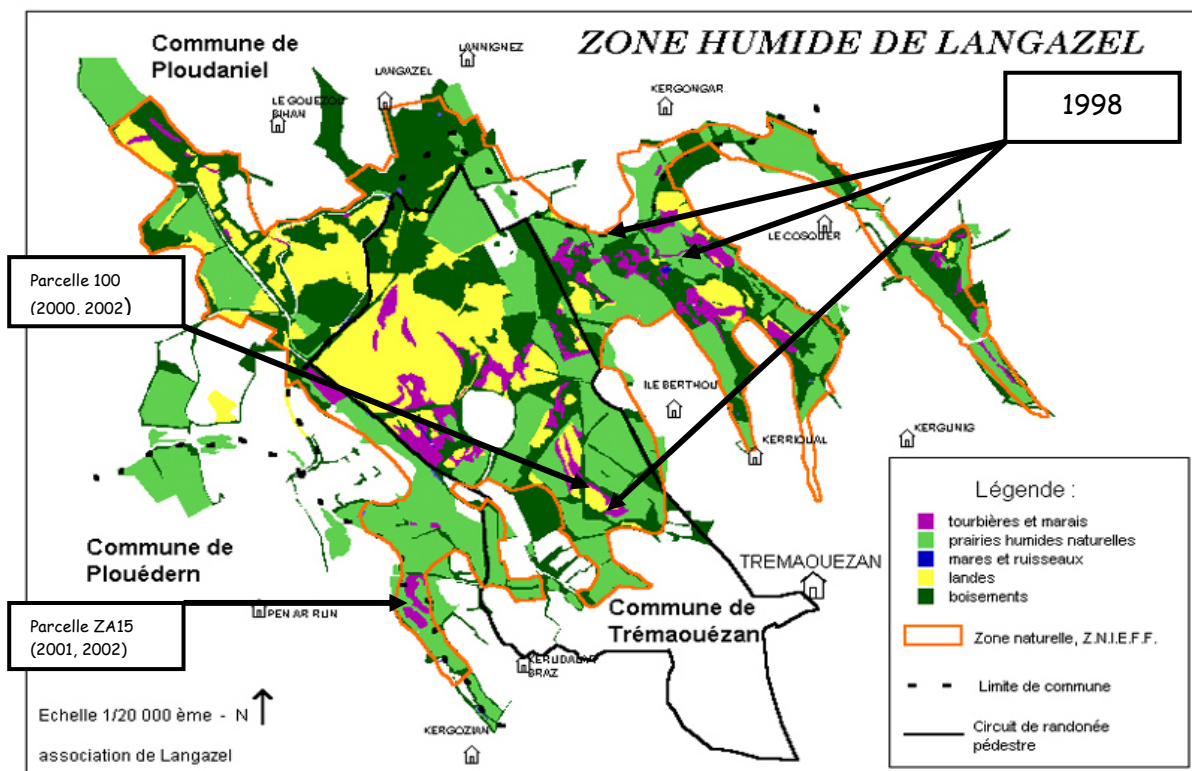 ZONE HUMIDE DE LANGAZEL
Commune de
Ploudaniel
LANNIGNEZ
LANGAZEL
LE GOUEZOU
BIHAN
KERGONGAR
1998
LE COSQUER
Parcelle 100
(2000, 2002)
ILE BERTHOU
KERRIOUAL
KERGUNIG
Légende :
tourbières et marais
prairies humides naturelles
mares et ruisseaux
landes
boisements
Zone naturelle, Z.N.I.E.F.F.
Limite de commune
Circuit de randonée
pédestre
Commune de
Plouédern
TREMAOUEZAN
Commune de
Trémaouézan
PEN AR RUN
Parcelle ZA15
(2001, 2002)
BRAZ
KERGOZIAN
Echelle 1/20 000 ème - N
association de Langazel